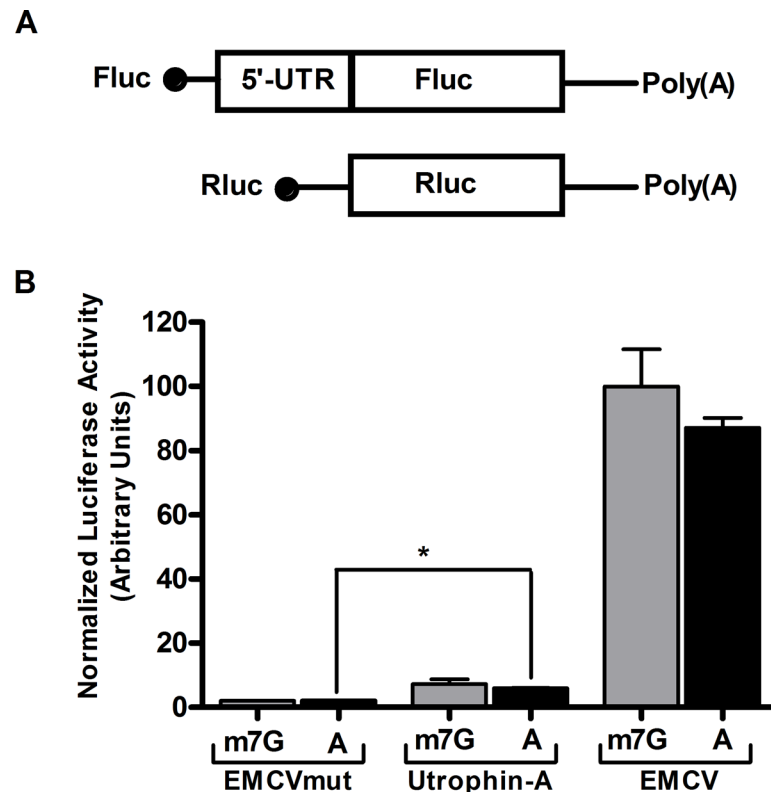 A
Fluc 5'-UTR Fluc Poly(A)
Rluc Rluc Poly(A)
B
Normalized Luciferase Activity
(Arbitrary Units)
120
100
80
60
40
20
0
*
m7G A m7G A m7G A
EMCVmut Utrophin-A EMCV